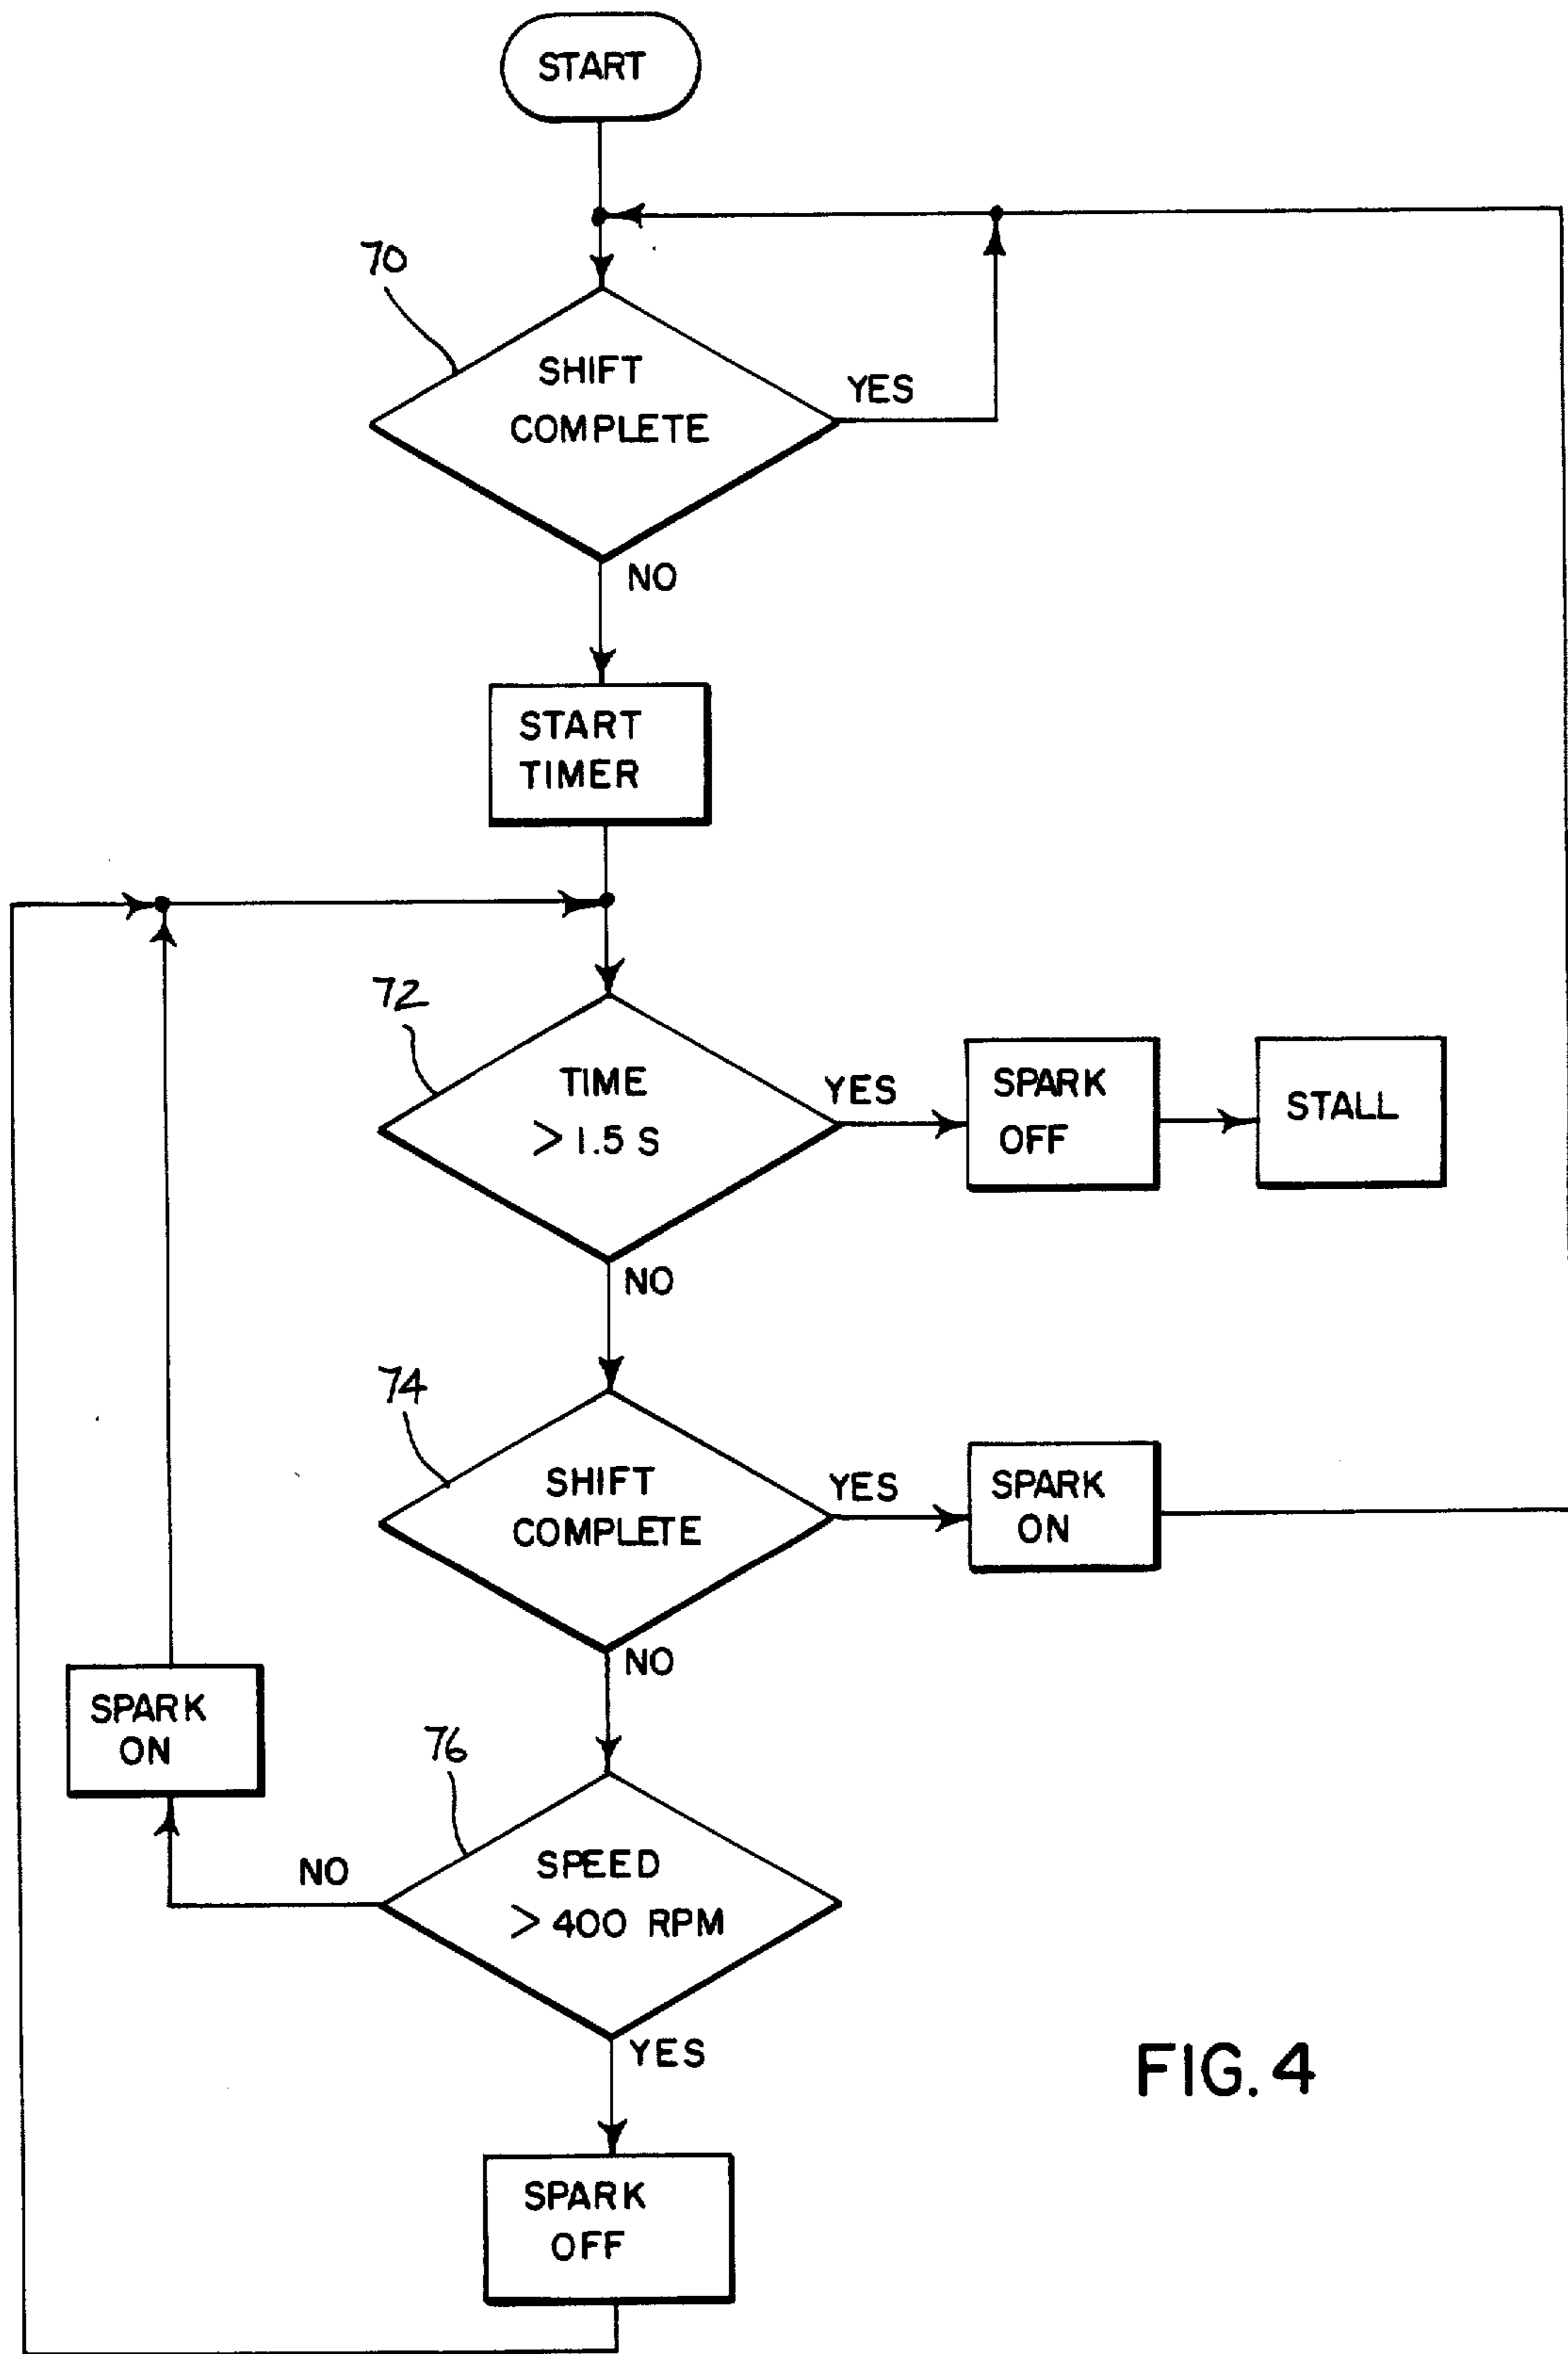 START
70
SHIFT
COMPLETE
YES
NO
START
TIMER
72
TIME
> 1.5 S
YES
SPARK
OFF
STALL
NO
74
SHIFT
COMPLETE
YES
SPARK
ON
NO
SPARK
ON
76
SPEED
> 400 RPM
NO
YES
SPARK
OFF
FIG. 4